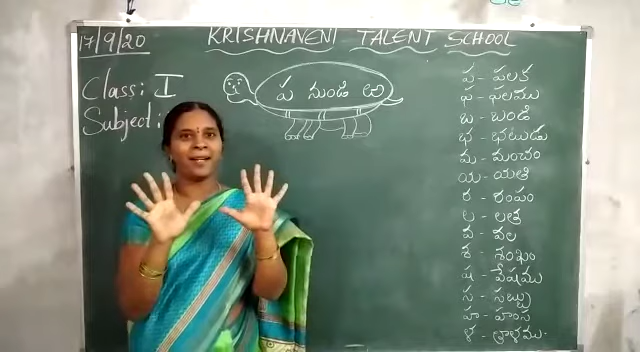 17/9/20
KRISHNAVENI TALENT SCHOOL
Class: I
Subject:
ప నుండి ఱ
ప - పలక
ఫ - ఫలము
బ - బండి
భ - భటుడు
మ - మంచం
య - యతి
ర - రంపం
ల - లత
వ - వల
శ - శంఖం
ష - వేషము
స - సబ్బు
హ - హంస
ళ - త్రాళము